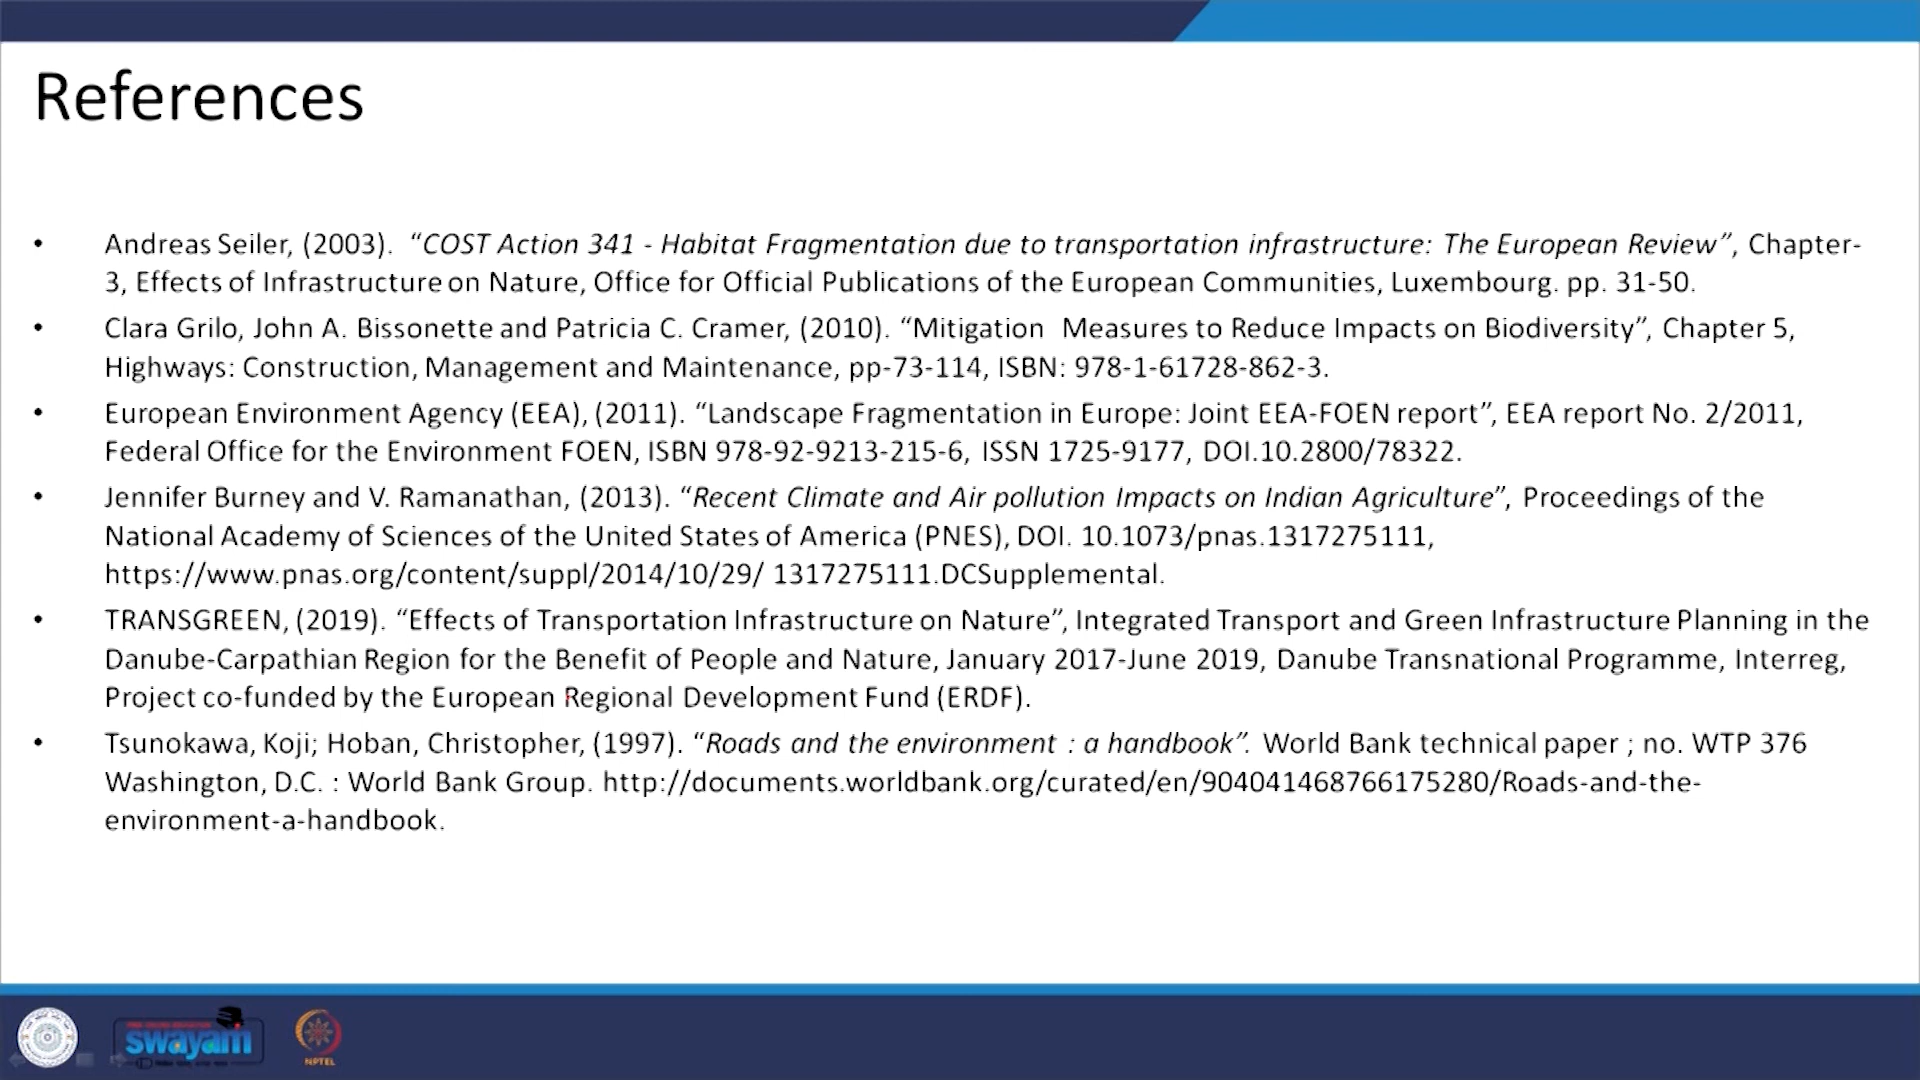 References
• Andreas Seiler, (2003). “COST Action 341 - Habitat Fragmentation due to transportation infrastructure: The European Review”, Chapter-
3, Effects of Infrastructure on Nature, Office for Official Publications of the European Communities, Luxembourg. pp. 31-50.
• Clara Grilo, John A. Bissonette and Patricia C. Cramer, (2010). “Mitigation Measures to Reduce Impacts on Biodiversity”, Chapter 5,
Highways: Construction, Management and Maintenance, pp-73-114, ISBN: 978-1-61728-862-3.
• European Environment Agency (EEA), (2011). “Landscape Fragmentation in Europe: Joint EEA-FOEN report”, EEA report No. 2/2011,
Federal Office for the Environment FOEN, ISBN 978-92-9213-215-6, ISSN 1725-9177, DOI.10.2800/78322.
• Jennifer Burney and V. Ramanathan, (2013). “Recent Climate and Air pollution Impacts on Indian Agriculture”, Proceedings of the
National Academy of Sciences of the United States of America (PNES), DOI. 10.1073/pnas.1317275111,
https://www.pnas.org/content/suppl/2014/10/29/ 1317275111.DCSupplemental.
• TRANSGREEN, (2019). “Effects of Transportation Infrastructure on Nature”, Integrated Transport and Green Infrastructure Planning in the
Danube-Carpathian Region for the Benefit of People and Nature, January 2017-June 2019, Danube Transnational Programme, Interreg,
Project co-funded by the European Regional Development Fund (ERDF).
• Tsunokawa, Koji; Hoban, Christopher, (1997). “Roads and the environment : a handbook”. World Bank technical paper ; no. WTP 376
Washington, D.C. : World Bank Group. http://documents.worldbank.org/curated/en/904041468766175280/Roads-and-the-
environment-a-handbook.
swayam
NPTEL